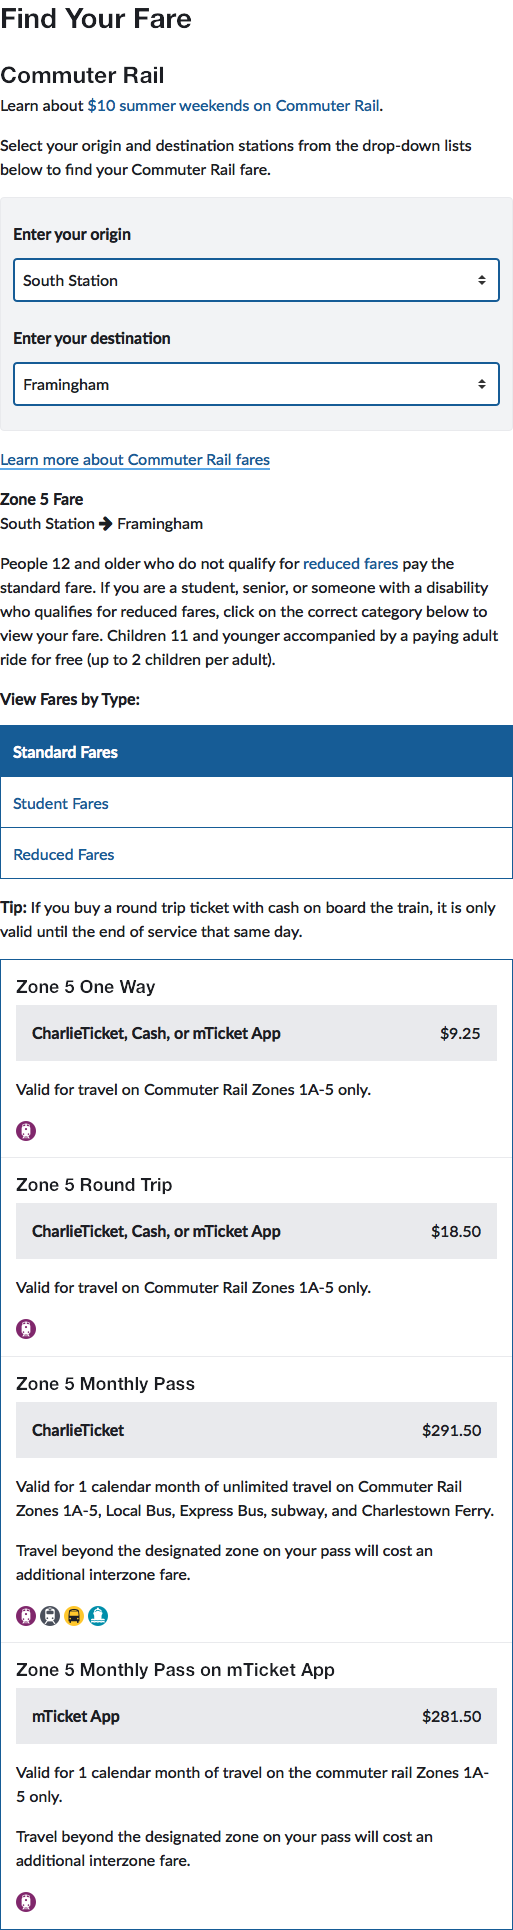 Find Your Fare
Commuter Rail
Learn about $10 summer weekends on Commuter Rail.
Select your origin and destination stations from the drop-down lists
below to find your Commuter Rail fare.
Enter your origin
South Station
Enter your destination
Framingham
Learn more about Commuter Rail fares
Zone 5 Fare
South Station → Framingham
People 12 and older who do not qualify for reduced fares pay the
standard fare. If you are a student, senior, or someone with a disability
who qualifies for reduced fares, click on the correct category below to
view your fare. Children 11 and younger accompanied by a paying adult
ride for free (up to 2 children per adult).
View Fares by Type:
Standard Fares
Student Fares
Reduced Fares
Tip: If you buy a round trip ticket with cash on board the train, it is only
valid until the end of service that same day.
Zone 5 One Way
CharlieTicket, Cash, or mTicket App $9.25
Valid for travel on Commuter Rail Zones 1A-5 only.
Zone 5 Round Trip
CharlieTicket, Cash, or mTicket App $18.50
Valid for travel on Commuter Rail Zones 1A-5 only.
Zone 5 Monthly Pass
CharlieTicket $291.50
Valid for 1 calendar month of unlimited travel on Commuter Rail
Zones 1A-5, Local Bus, Express Bus, subway, and Charlestown Ferry.
Travel beyond the designated zone on your pass will cost an
additional interzone fare.
Zone 5 Monthly Pass on mTicket App
mTicket App $281.50
Valid for 1 calendar month of travel on the commuter rail Zones 1A-
5 only.
Travel beyond the designated zone on your pass will cost an
additional interzone fare.